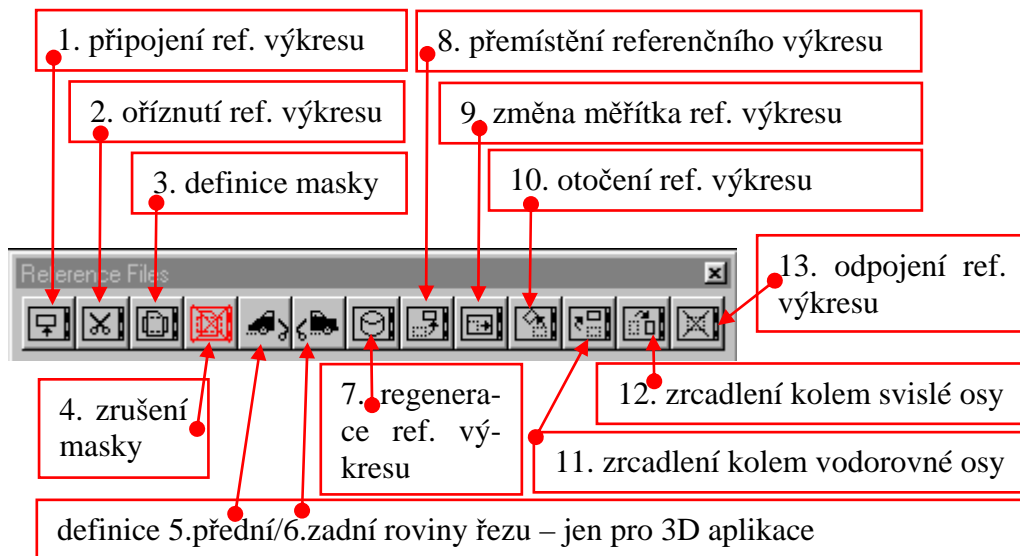 1. připojení ref. výkresu
8. přemístění referenčního výkresu
2. oříznutí ref. výkresu
9. změna měřítka ref. výkresu
3. definice masky
10. otočení ref. výkresu
Reference Files
13. odpojení ref.
výkresu
4. zrušení
masky
7. regenera-
ce ref. vý-
kresu
12. zrcadlení kolem svislé osy
11. zrcadlení kolem vodorovné osy
definice 5.přední/6.zadní roviny řezu – jen pro 3D aplikace